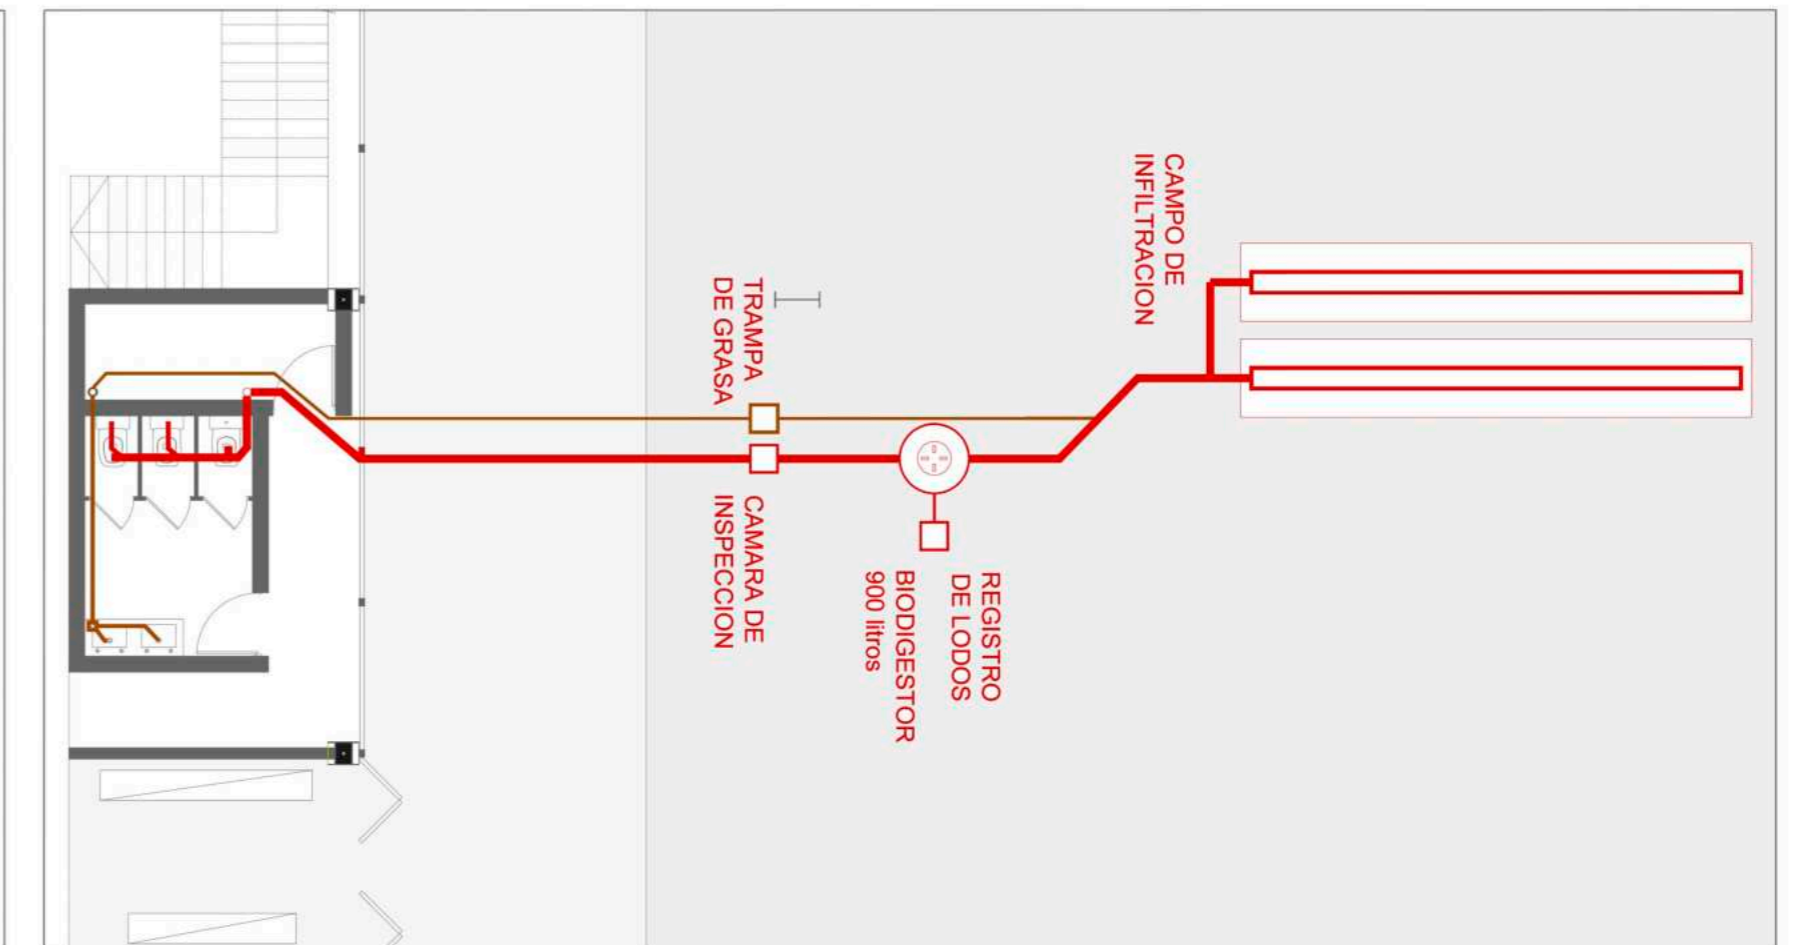 CAMPO DE
INFILTRACION
TRAMPA
DE GRASA
CAMARA DE
INSPECCION
REGISTRO
DE LODOS
BIODIGESTOR
900 litros